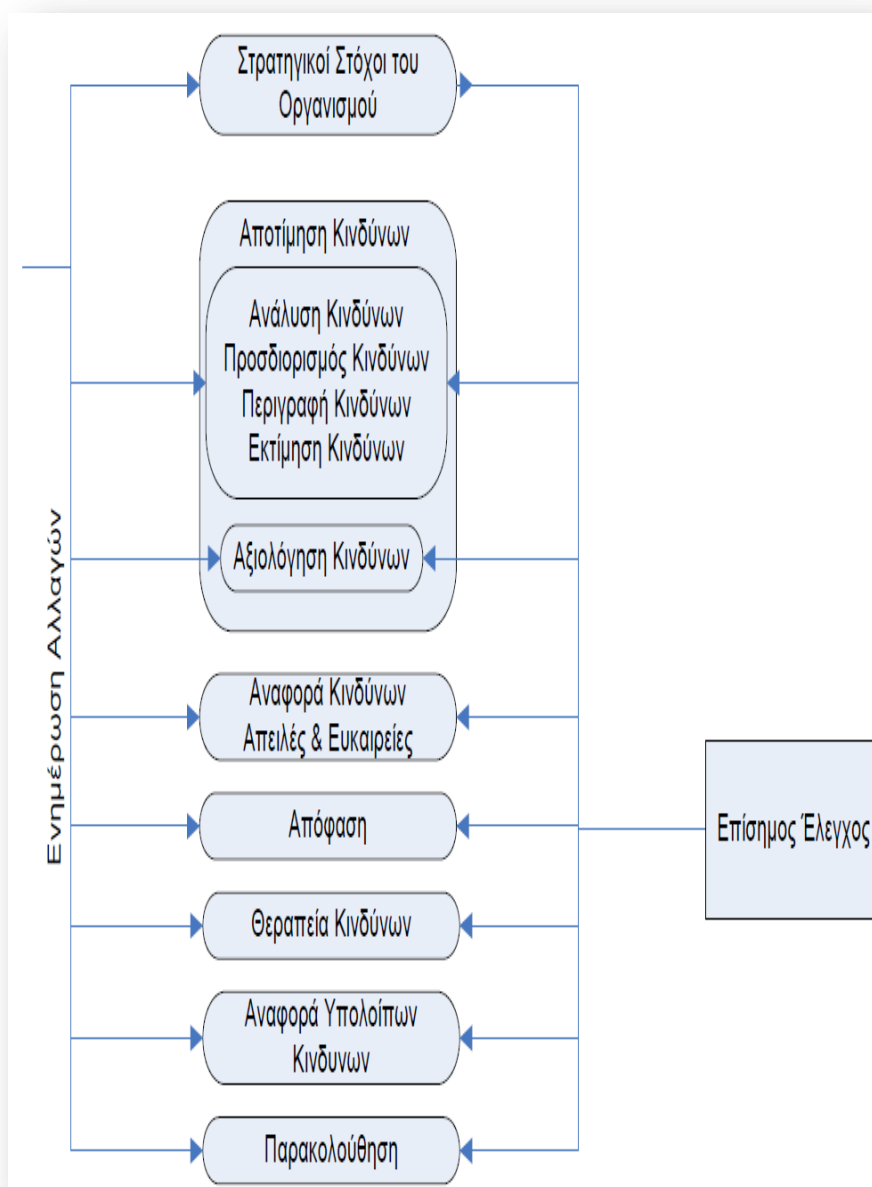 Στρατηγικοί Στόχοι του
Οργανισμού
Αποτίμηση Κινδύνων
Ανάλυση Κινδύνων
Προσδιορισμός Κινδύνων
Περιγραφή Κινδύνων
Εκτίμηση Κινδύνων
Αξιολόγηση Κινδύνων
Αναφορά Κινδύνων
Απειλές & Ευκαιρείες
Απόφαση
Θεραπεία Κινδύνων
Αναφορά Υπολοίπων
Κινδυνων
Παρακολούθηση
Ενημέρωση Αλλαγών
Επίσημος Έλεγχος